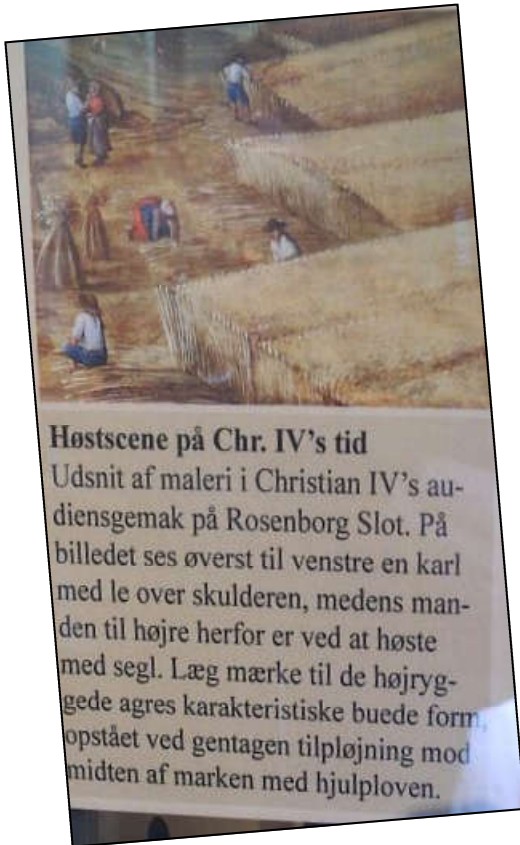 Høstscene på Chr. IV’s tid
Udsnit af maleri i Christian IV’s au-
diensgemak på Rosenborg Slot. På
billedet ses øverst til venstre en karl
med le over skulderen, medens man-
den til højre herfor er ved at høste
med segl. Læg mærke til de højryg-
gede agres karakteristiske buede form,
opstået ved gentagen tilpløjning mod
midten af marken med hjulploven.